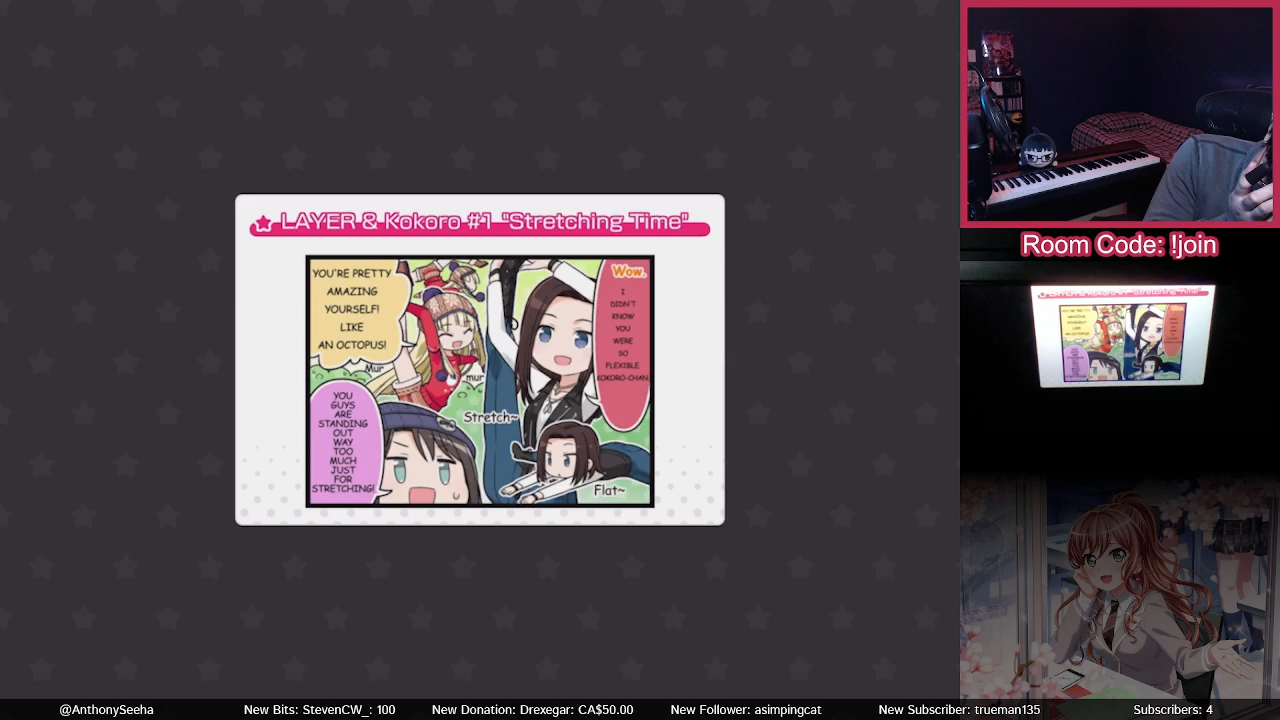 LAYER & Kokoro #1 "Stretching Time"
YOU'RE PRETTY
AMAZING
YOURSELF!
LIKE
AN OCTOPUS!
Mur
mur
Wow.
I
DIDN'T
KNOW
YOU
WERE
SO
FLEXIBLE,
KOKORO-CHAN.
YOU
GUYS
ARE
STANDING
OUT
WAY
TOO
MUCH
JUST
FOR
STRETCHING!
Stretch~
Flat~
Room Code: !join
@AnthonySeeha
New Bits: StevenCW_: 100
New Donation: Drexegar: CA$50.00
New Follower: asimpingcat
New Subscriber: trueman135
Subscribers: 4